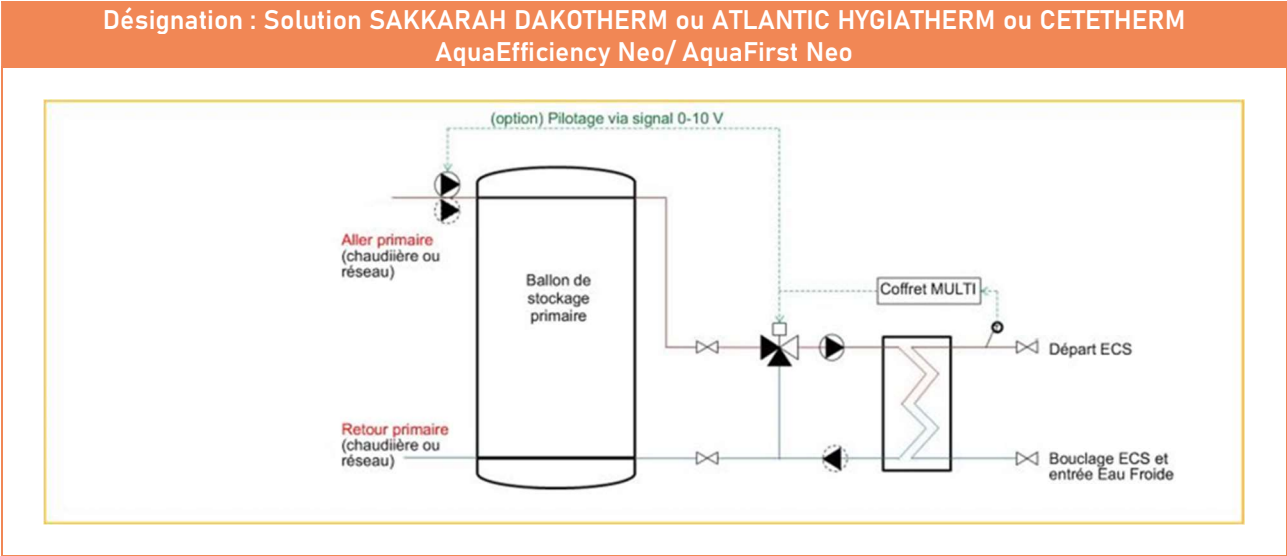 Désignation : Solution SAKKARAH DAKOTHERM ou ATLANTIC HYGIATHERM ou CETETHERM
AquaEfficiency Neo/ AquaFirst Neo
(option) Pilotage via signal 0-10 V
Aller primaire
(chaudiière ou
réseau)
Ballon de
stockage
primaire
Coffret MULTI
Départ ECS
Retour primaire
(chaudiière ou
réseau)
Bouclage ECS et
entrée Eau Froide